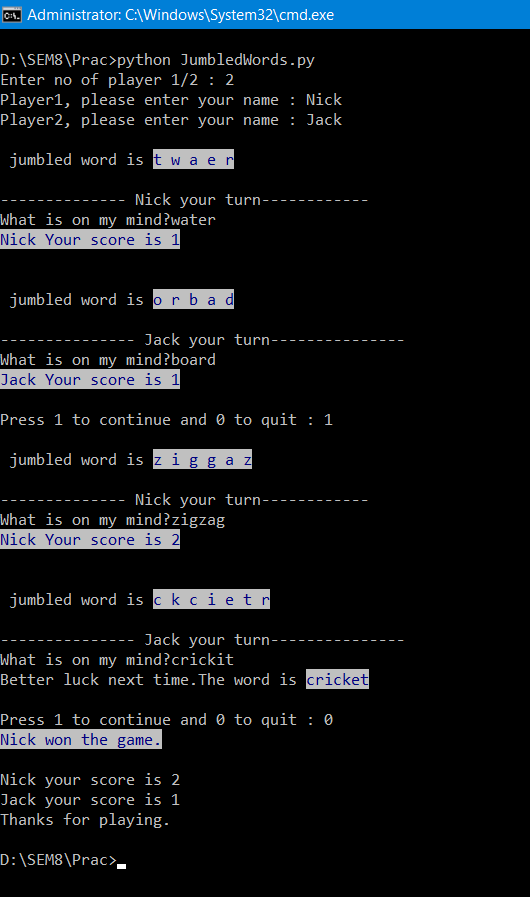 Administrator: C:\Windows\System32\cmd.exe
D:\SEM8\Prac>python JumbledWords.py
Enter no of player 1/2 : 2
Player1, please enter your name : Nick
Player2, please enter your name : Jack
jumbled word is t w a e r
-------------- Nick your turn------------
What is on my mind?water
Nick Your score is 1
jumbled word is o r b a d
--------------- Jack your turn---------------
What is on my mind?board
Jack Your score is 1
Press 1 to continue and 0 to quit : 1
jumbled word is z i g g a z
-------------- Nick your turn------------
What is on my mind?zigzag
Nick Your score is 2
jumbled word is c k c i e t r
--------------- Jack your turn---------------
What is on my mind?crickit
Better luck next time.The word is cricket
Press 1 to continue and 0 to quit : 0
Nick won the game.
Nick your score is 2
Jack your score is 1
Thanks for playing.
D:\SEM8\Prac>